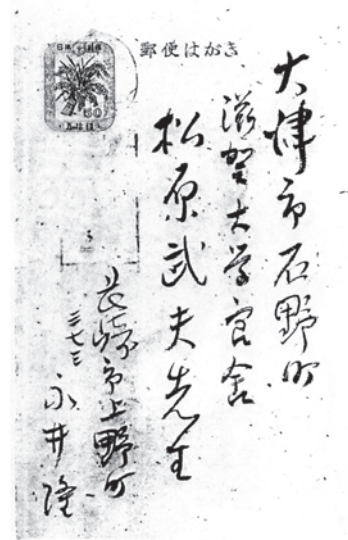 郵便はがき
大津市石野町
滋賀大学官舎
松原武夫先生
長崎市上野町
三七三
永井隆